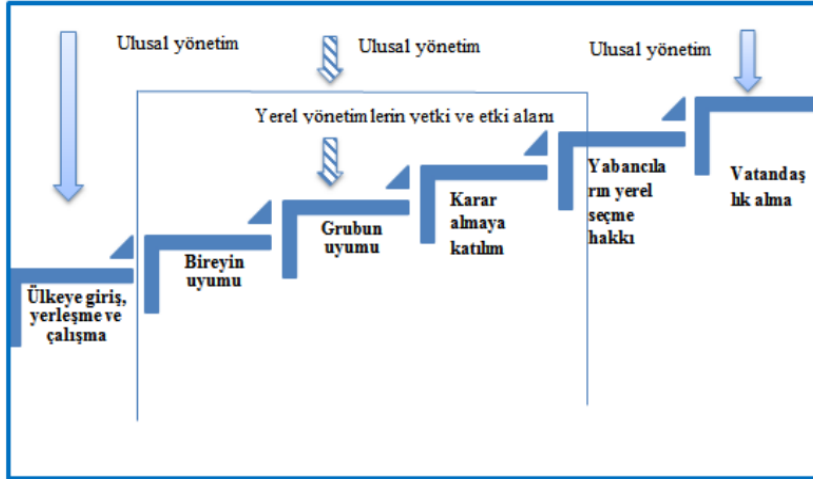 Ulusal yönetim
Ulusal yönetim
Ulusal yönetim
Yerel yönetimlerin yetki ve etki alanı
Ülkeye giriş,
yerleşme ve
çalışma
Bireyin
uyumu
Grubun
uyumu
Karar
almaya
katılım
Yabancıla
rın yerel
seçme
hakkı
Vatandaş
lık alma